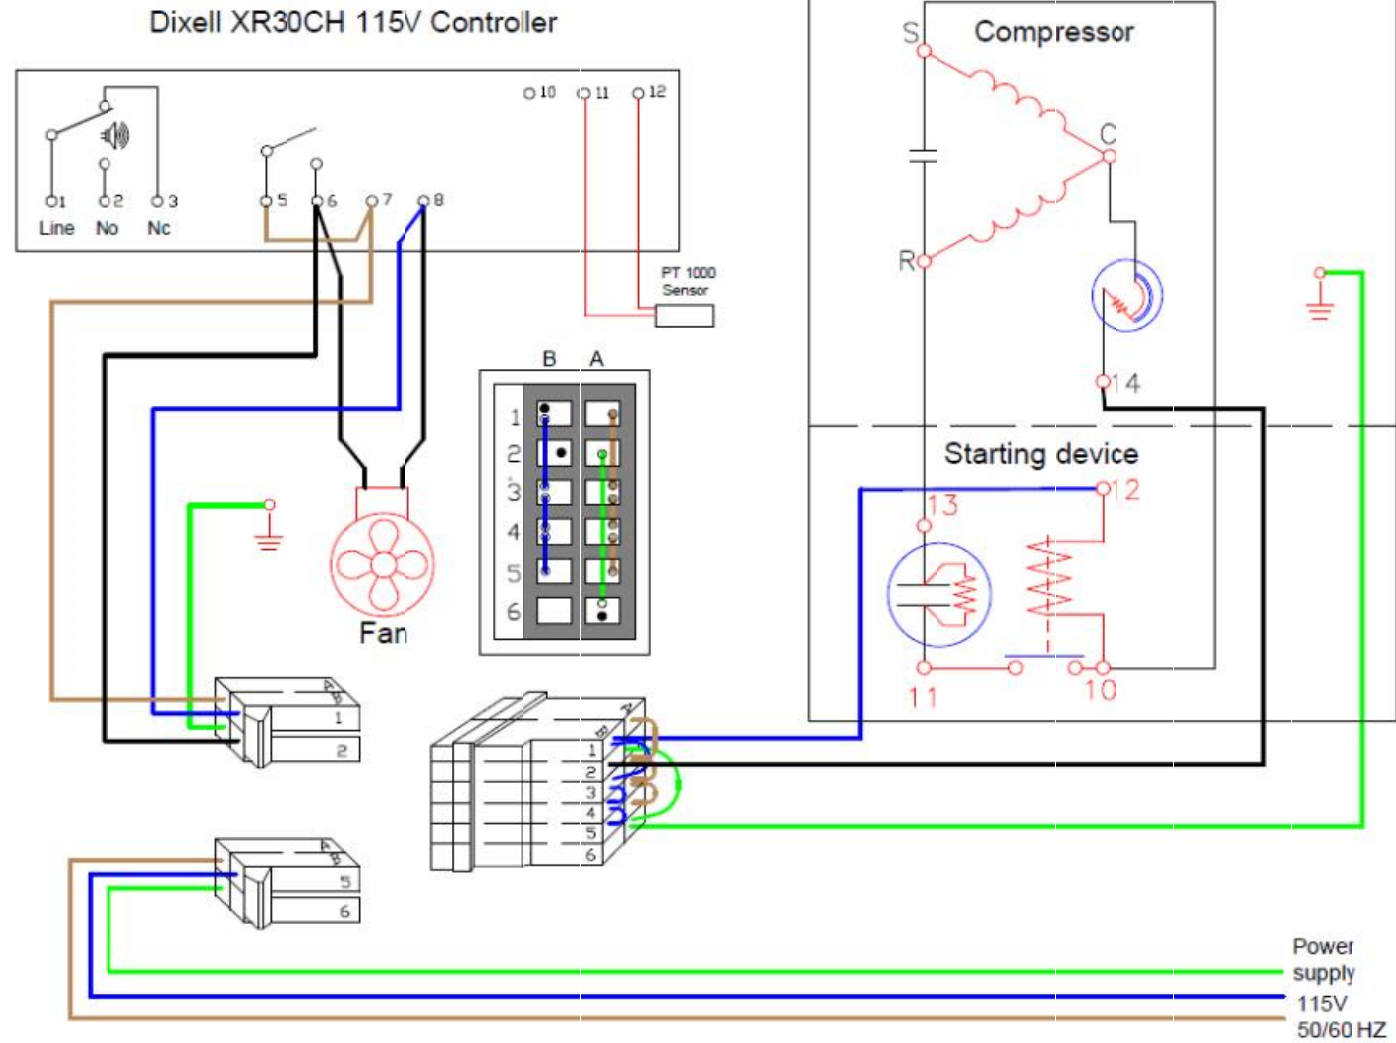 Dixell XR30CH 115V Controller
10
11
12
1
2
3
5
6
7
8
Line
No
Nc
PT 1000
Sensor
B
A
1
2
3
4
5
6
Fan
A
B
1
2
A
B
1
2
3
4
5
6
A
B
5
6
S
Compressor
C
R
14
Starting device
12
13
11
10
Power
supply
115V
50/60 HZ